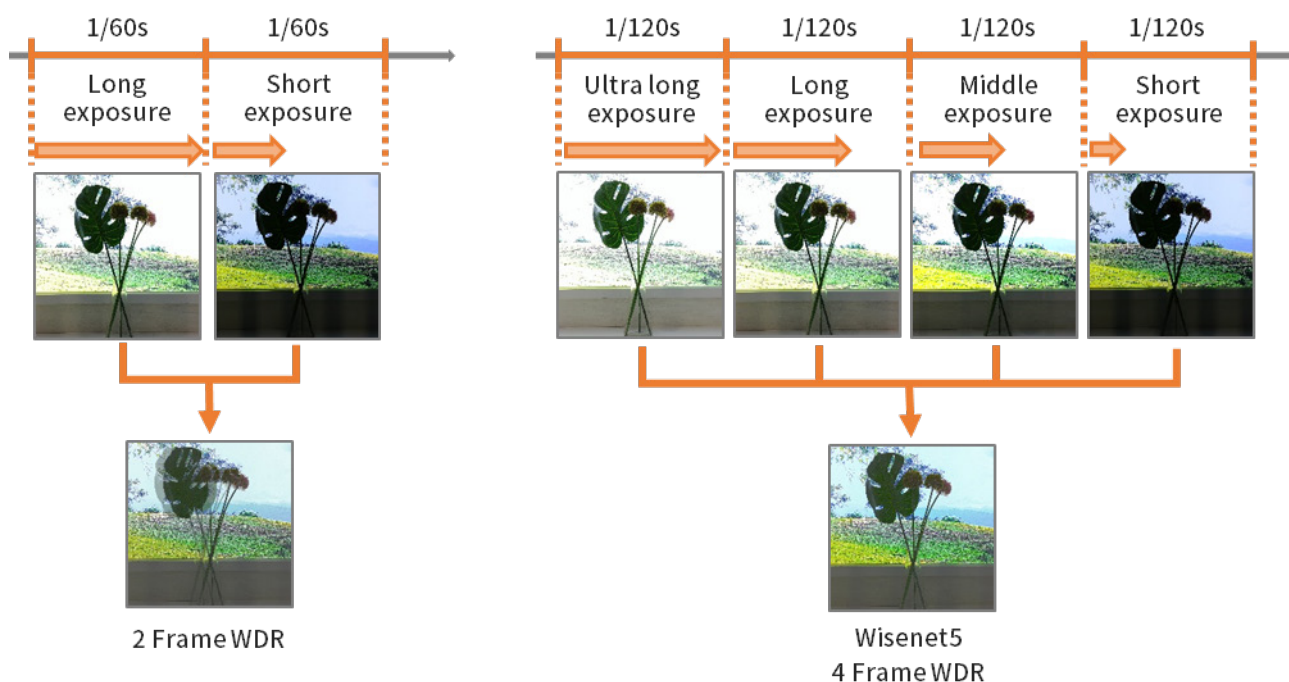 1/60s
1/60s
Long
exposure
Short
exposure
2 Frame WDR
1/120s
1/120s
1/120s
1/120s
Ultra long
exposure
Long
exposure
Middle
exposure
Short
exposure
Wisenet5
4 Frame WDR